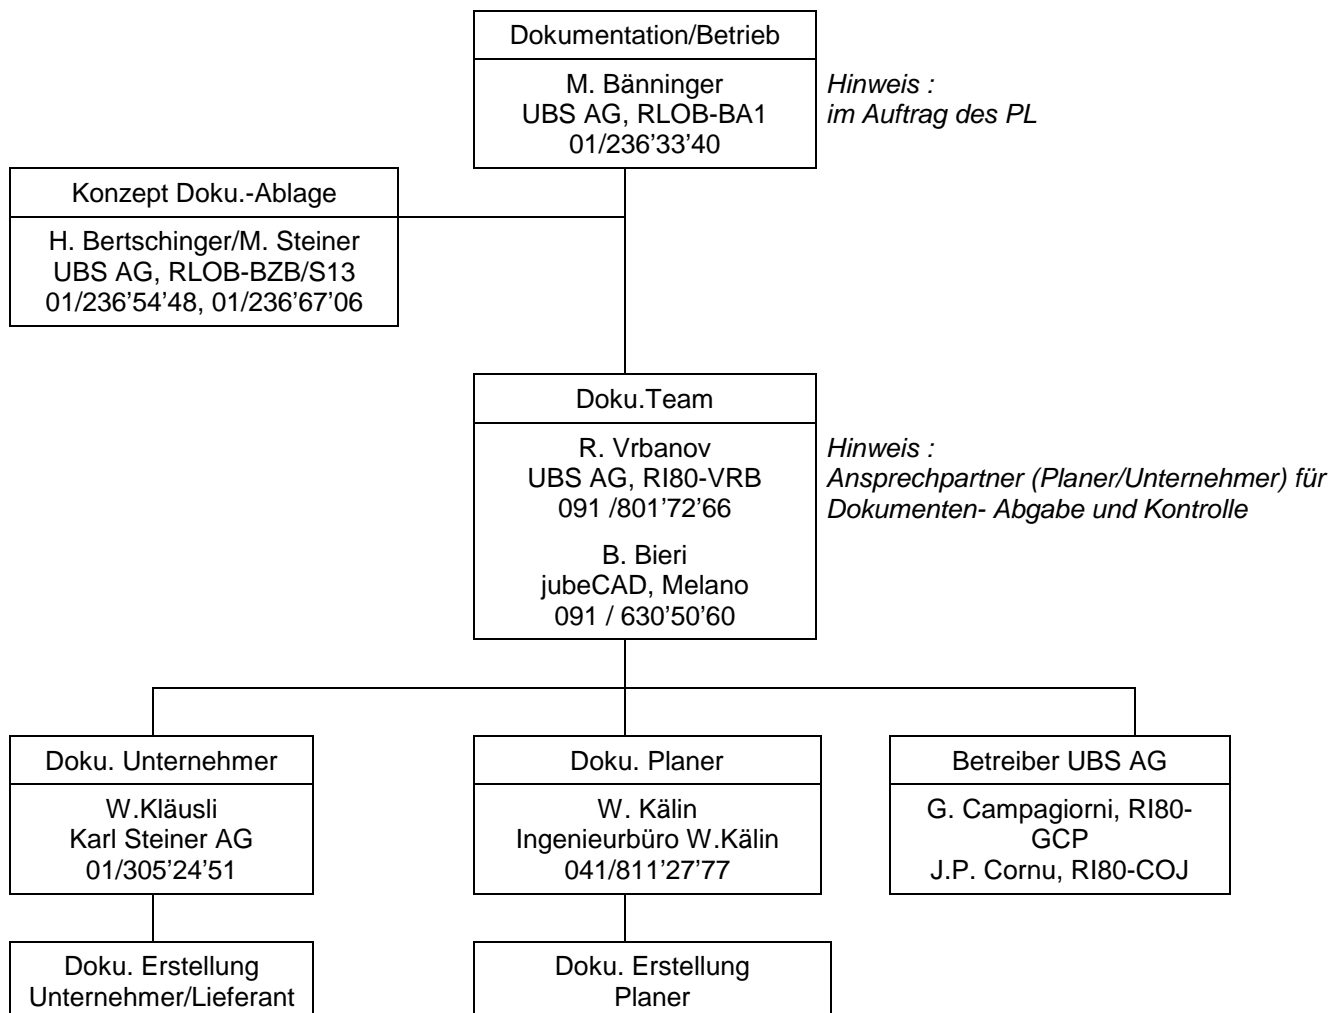 Dokumentation/Betrieb
M. Bänninger
UBS AG, RLOB-BA1
01/236’33’40
Hinweis :
im Auftrag des PL
Konzept Doku.-Ablage
H. Bertschinger/M. Steiner
UBS AG, RLOB-BZB/S13
01/236’54’48, 01/236’67’06
Doku.Team
R. Vrbanov
UBS AG, RI80-VRB
091 /801’72’66
B. Bieri
jubeCAD, Melano
091 / 630’50’60
Hinweis :
Ansprechpartner (Planer/Unternehmer) für
Dokumenten- Abgabe und Kontrolle
Doku. Unternehmer
W.Kläusli
Karl Steiner AG
01/305’24’51
Doku. Planer
W. Kälin
Ingenieurbüro W.Kälin
041/811’27’77
Betreiber UBS AG
G. Campagiorni, RI80-
GCP
J.P. Cornu, RI80-COJ
Doku. Erstellung
Unternehmer/Lieferant
Doku. Erstellung
Planer